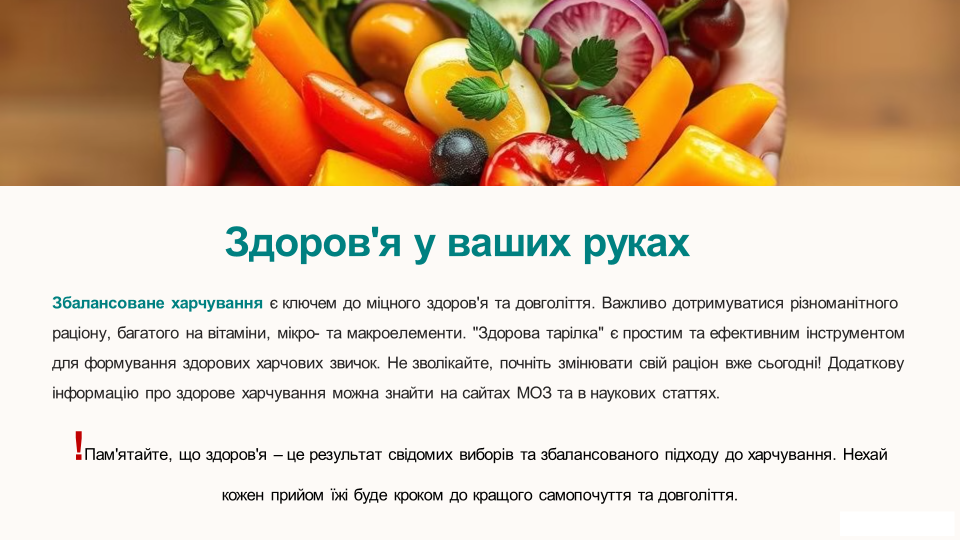 Здоров'я у ваших руках
Збалансоване харчування є ключем до міцного здоров'я та довголіття. Важливо дотримуватися різноманітного
раціону, багатого на вітаміни, мікро- та макроелементи. "Здорова тарілка" є простим та ефективним інструментом
для формування здорових харчових звичок. Не зволікайте, почніть змінювати свій раціон вже сьогодні! Додаткову
інформацію про здорове харчування можна знайти на сайтах МОЗ та в наукових статтях.
!Пам'ятайте, що здоров'я – це результат свідомих виборів та збалансованого підходу до харчування. Нехай
кожен прийом їжі буде кроком до кращого самопочуття та довголіття.